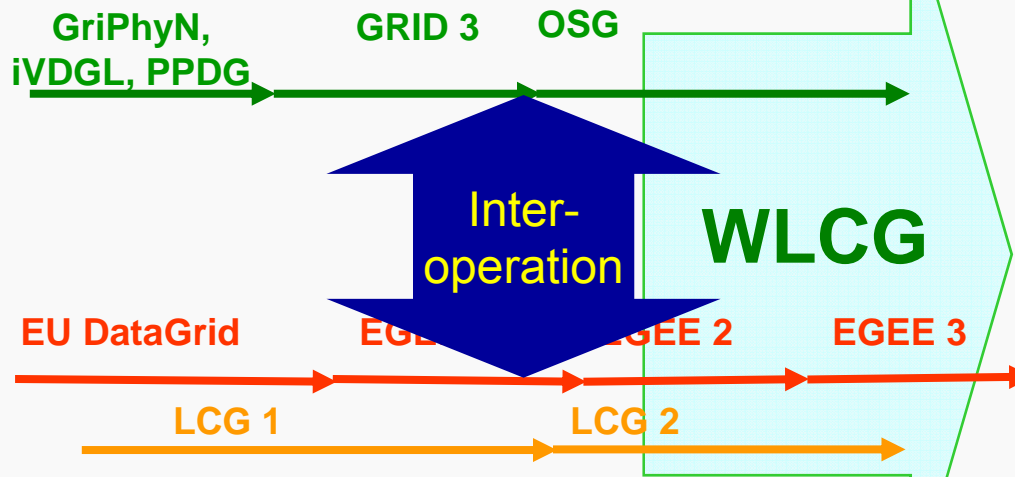 GriPhyN,
iVDGL, PPDG
GRID 3
OSG
Inter-
operation
WLCG
EU DataGrid
EGEE 2
EGEE 3
LCG 1
LCG 2